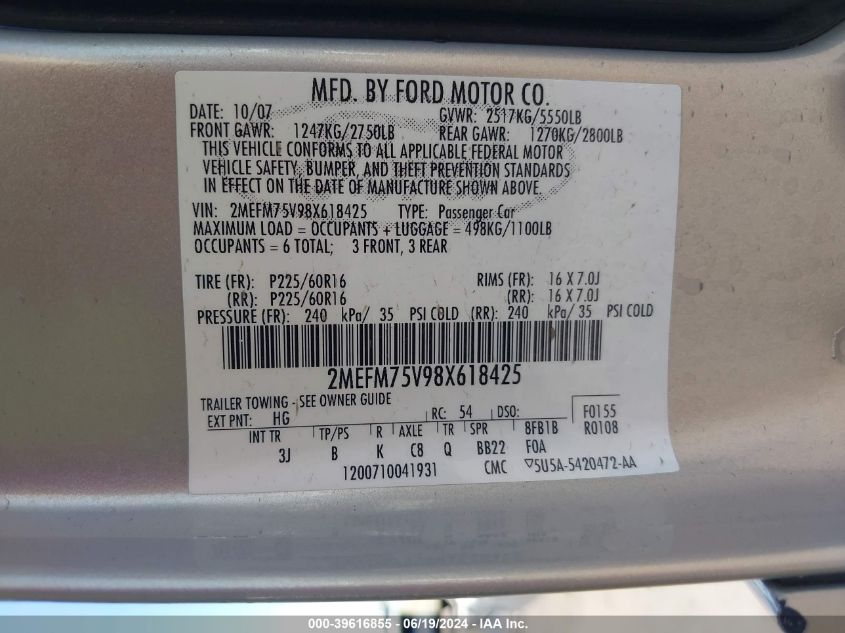 MFD. BY FORD MOTOR CO.
DATE: 10/07 GVWR: 2517KG/5550LB
FRONT GAWR: 1247KG/2750LB REAR GAWR: 1270KG/2800LB
THIS VEHICLE CONFORMS TO ALL APPLICABLE FEDERAL MOTOR
VEHICLE SAFETY, BUMPER, AND THEFT PREVENTION STANDARDS
IN EFFECT ON THE DATE OF MANUFACTURE SHOWN ABOVE.
VIN: 2MEFM75V98X618425 TYPE: Passenger Car
MAXIMUM LOAD = OCCUPANTS + LUGGAGE = 498KG/1100LB
OCCUPANTS = 6 TOTAL; 3 FRONT, 3 REAR
TIRE (FR): P225/60R16 RIMS (FR): 16 X 7.0J
(RR): P225/60R16 (RR): 16 X 7.0J
PRESSURE (FR): 240 kPa/ 35 PSI COLD (RR): 240 kPa/ 35 PSI COLD
2MEFM75V98X618425
TRAILER TOWING - SEE OWNER GUIDE
EXT PNT: HG RC: 54 DSO: F0155
INT TR TP/PS R AXLE TR SPR 8FB1B R0108
3J B K C8 Q BB22 F0A
1200710041931 CMC ▽5U5A-5420472-AA
000-39616855 - 06/19/2024 - COPART, INC.